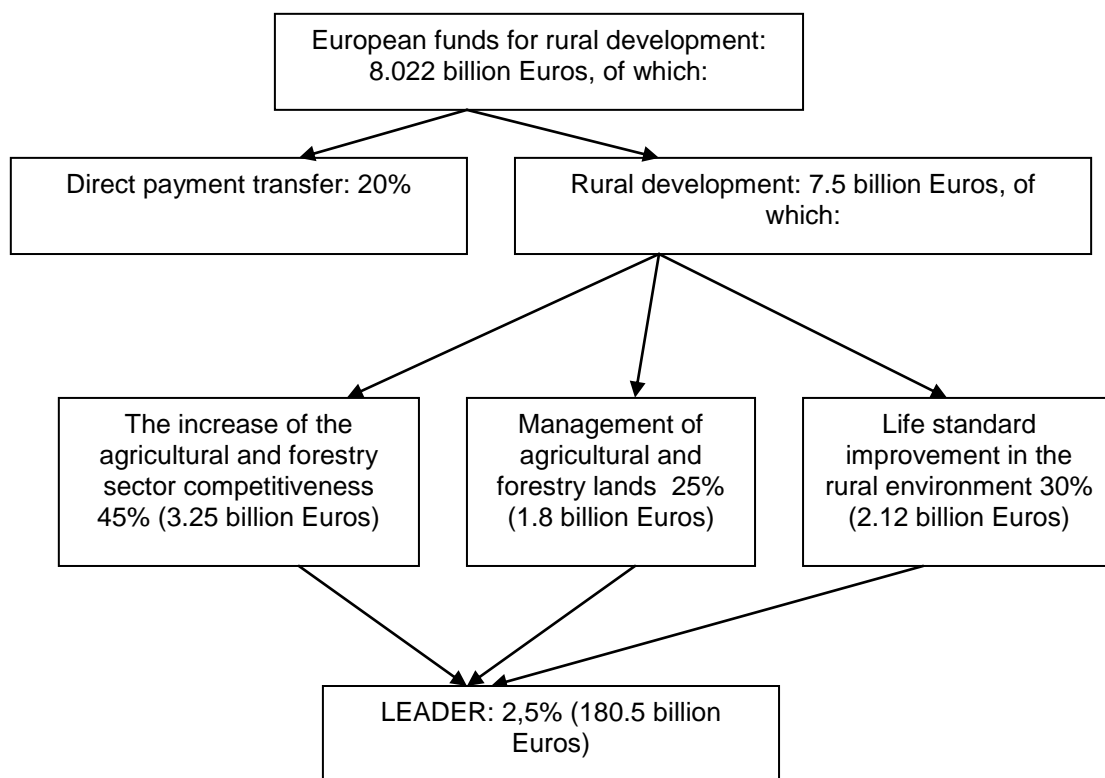 European funds for rural development:
8.022 billion Euros, of which:
Direct payment transfer: 20%
Rural development: 7.5 billion Euros, of
which:
The increase of the
agricultural and forestry
sector competitiveness
45% (3.25 billion Euros)
Management of
agricultural and
forestry lands  25%
(1.8 billion Euros)
Life standard
improvement in the
rural environment 30%
(2.12 billion Euros)
LEADER: 2,5% (180.5 billion
Euros)